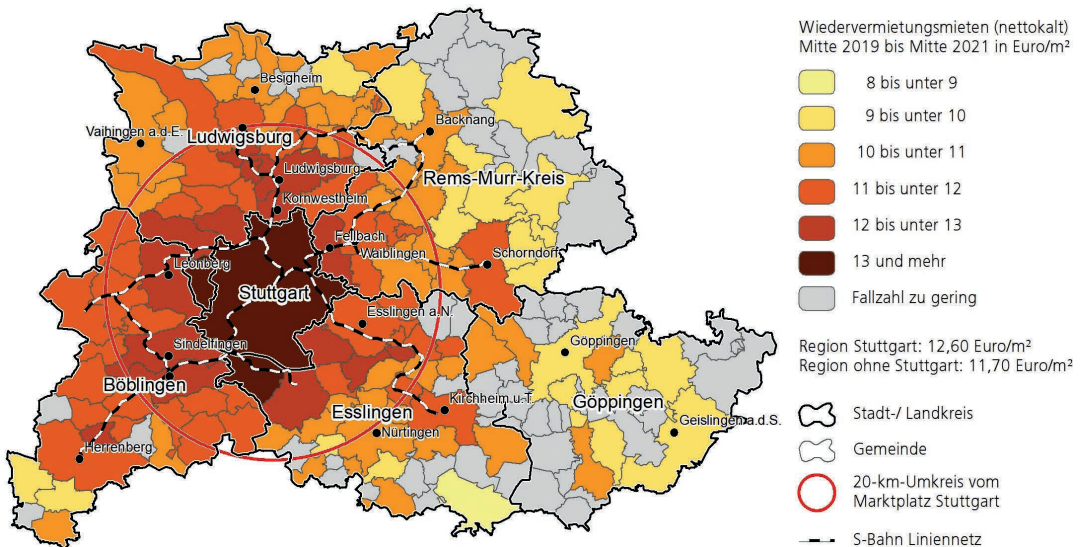 Wiedervermietungsmieten (nettokalt)
Mitte 2019 bis Mitte 2021 in Euro/m²
8 bis unter 9
9 bis unter 10
10 bis unter 11
11 bis unter 12
12 bis unter 13
13 und mehr
Fallzahl zu gering
Region Stuttgart: 12,60 Euro/m²
Region ohne Stuttgart: 11,70 Euro/m²
Stadt-/ Landkreis
Gemeinde
20-km-Umkreis vom
Marktplatz Stuttgart
S-Bahn Liniennetz
Besigheim
Vaihingen a.d.E.
Ludwigsburg
Backnang
Ludwigsburg
Rems-Murr-Kreis
Kornwestheim
Fellbach
Waiblingen
Schorndorf
Leonberg
Stuttgart
Esslingen a.N.
Sindelfingen
Göppingen
Böblingen
Esslingen
Kirchheim u.T.
Göppingen
Geislingen a.d.S.
Nürtingen
Herrenberg